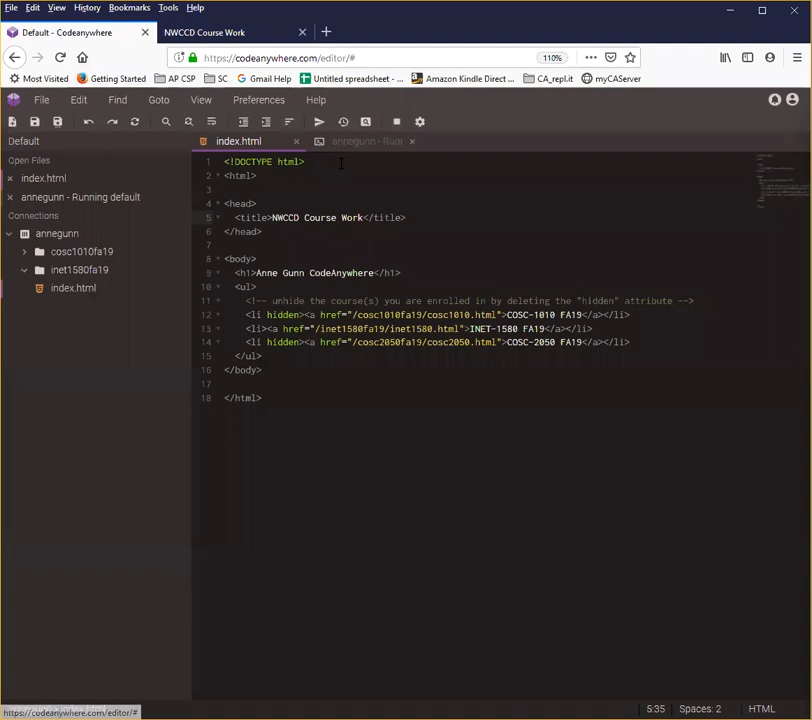 File Edit View History Bookmarks Tools Help
Default - Codeanywhere
NWCCD Course Work
https://codeanywhere.com/editor/#
110%
Most Visited Getting Started AP CSP SC Gmail Help Untitled spreadsheet - ... Amazon Kindle Direct ... CA_repl.it myCAServer
File Edit Find Goto View Preferences Help
Default
index.html
annegunn - Runn
Open Files
index.html
annegunn - Running default
Connections
annegunn
cosc1010fa19
inet1580fa19
index.html
1 <!DOCTYPE html>
2 <html>
3
4 <head>
5 <title>NWCCD Course Work</title>
6 </head>
7
8 <body>
9 <h1>Anne Gunn CodeAnywhere</h1>
10 <ul>
11 <!-- unhide the course(s) you are enrolled in by deleting the "hidden" attribute -->
12 <li hidden><a href="/cosc1010fa19/cosc1010.html">COSC-1010 FA19</a></li>
13 <li><a href="/inet1580fa19/inet1580.html">INET-1580 FA19</a></li>
14 <li hidden><a href="/cosc2050fa19/cosc2050.html">COSC-2050 FA19</a></li>
15 </ul>
16 </body>
17
18 </html>
https://codeanywhere.com/editor/#
5:35 Spaces: 2 HTML